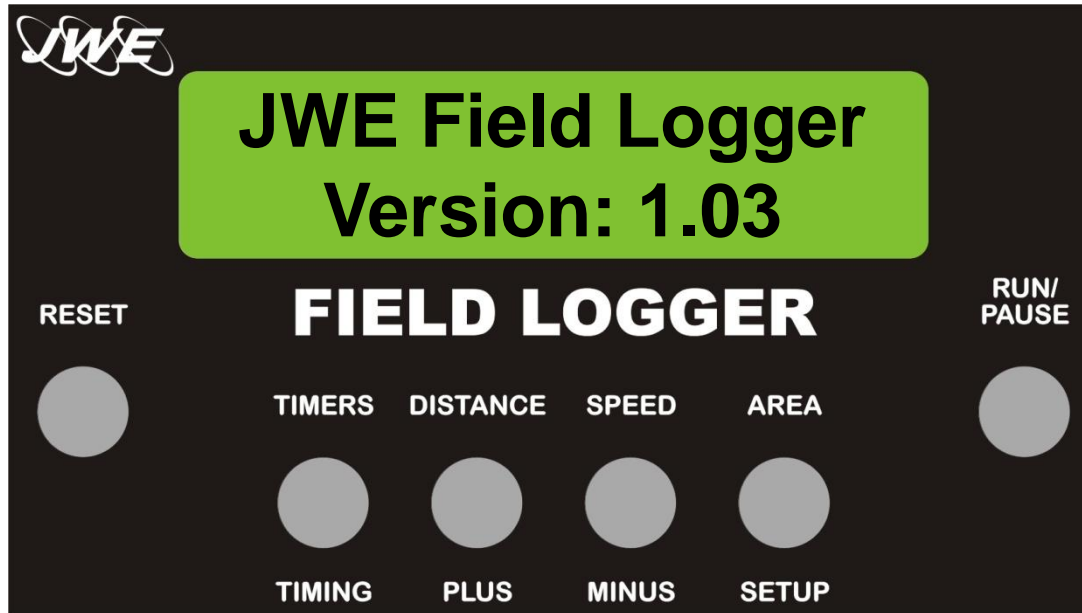 JWE
JWE Field Logger
Version: 1.03
FIELD LOGGER
RESET
RUN/
PAUSE
TIMERS DISTANCE SPEED AREA
TIMING PLUS MINUS SETUP